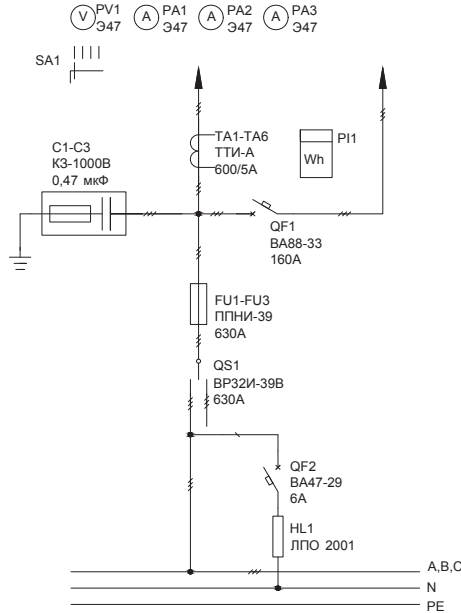 V PV1 A PA1 A PA2 A PA3
Э47 Э47 Э47 Э47
SA1
TA1-TA6
ТТИ-А
600/5А
PI1
Wh
C1-C3
КЗ-1000В
0,47 мкФ
QF1
ВА88-33
160А
FU1-FU3
ППНИ-39
630А
QS1
ВР32И-39В
630А
QF2
ВА47-29
6А
HL1
ЛПО 2001
A,B,C
N
PE